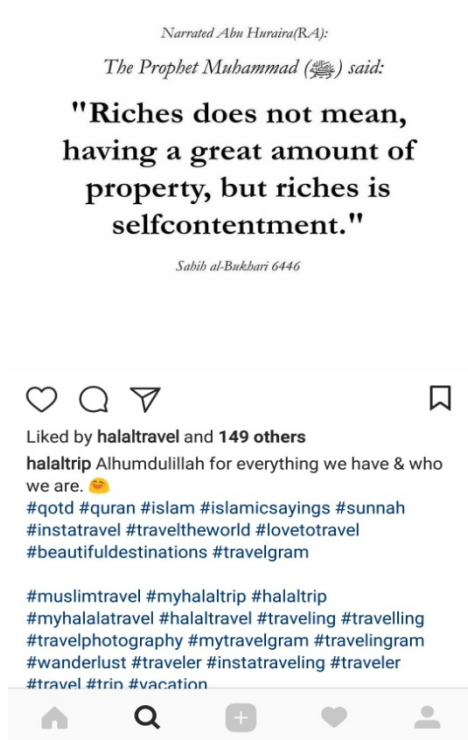 Narrated Abu Huraira(RA):
The Prophet Muhammad (ﷺ) said:
"Riches does not mean,
having a great amount of
property, but riches is
selfcontentment."
Sahih al-Bukhari 6446
Liked by halaltravel and 149 others
halaltrip Alhumdulillah for everything we have & who
we are. 😄
#qotd #quran #islam #islamicsayings #sunnah
#instatravel #traveltheworld #lovetotravel
#beautifuldestinations #travelgram
#muslimtravel #myhalaltrip #halaltrip
#myhalalatravel #halaltravel #traveling #travelling
#travelphotography #mytravelgram #travelingram
#wanderlust #traveler #instatraveling #traveler
#travel #trip #vacation